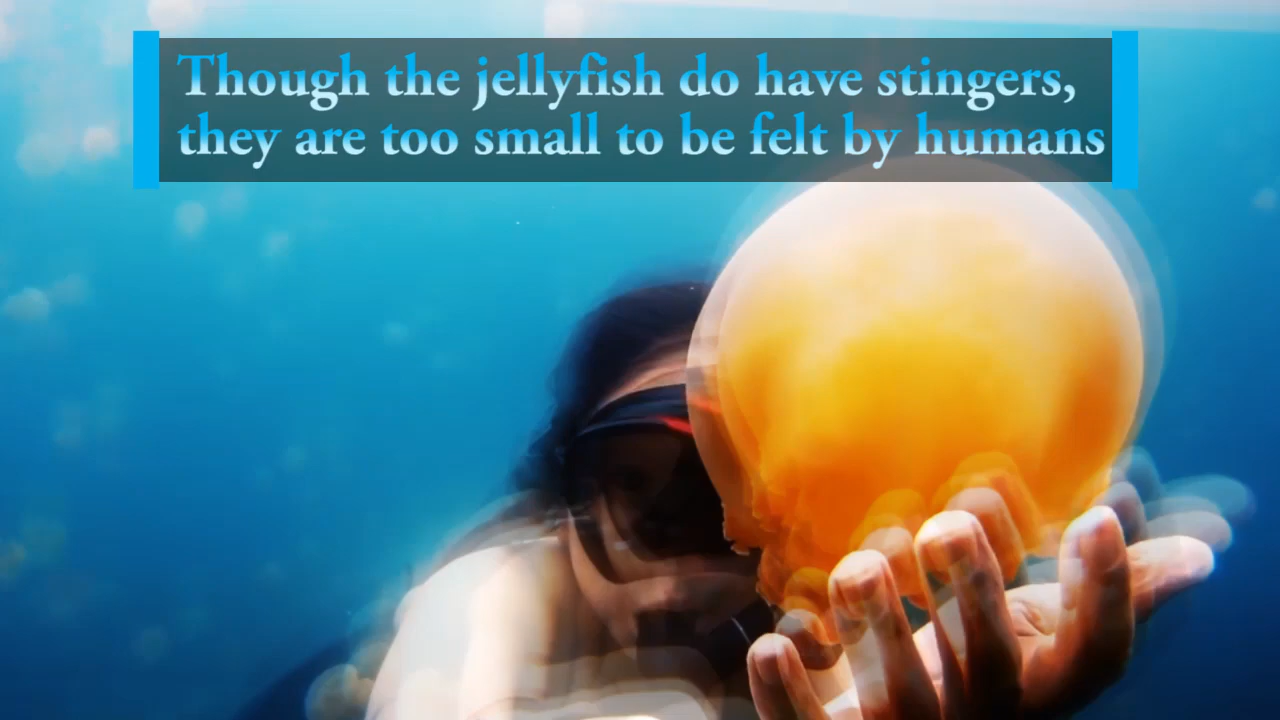 Though the jellyfish do have stingers,
they are too small to be felt by humans